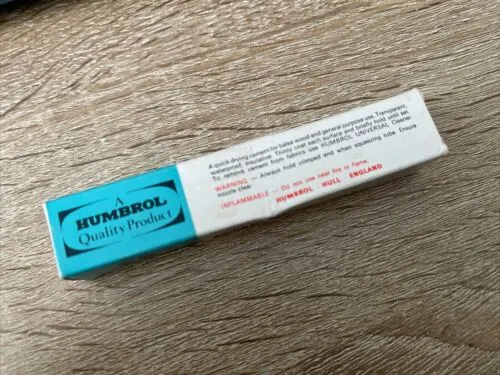 A
HUMBROL
Quality Product
A quick drying cement for balsa wood and general purpose use. Transparent,
waterproof, insulative. Thinly coat each surface and briefly hold until set.
To remove cement from fabrics use HUMBROL UNIVERSAL Cleaner
WARNING — Always hold crimped end when squeezing tube. Ensure
nozzle clear.
INFLAMMABLE — Do not use near fire or flame.
HUMBROL HULL ENGLAND